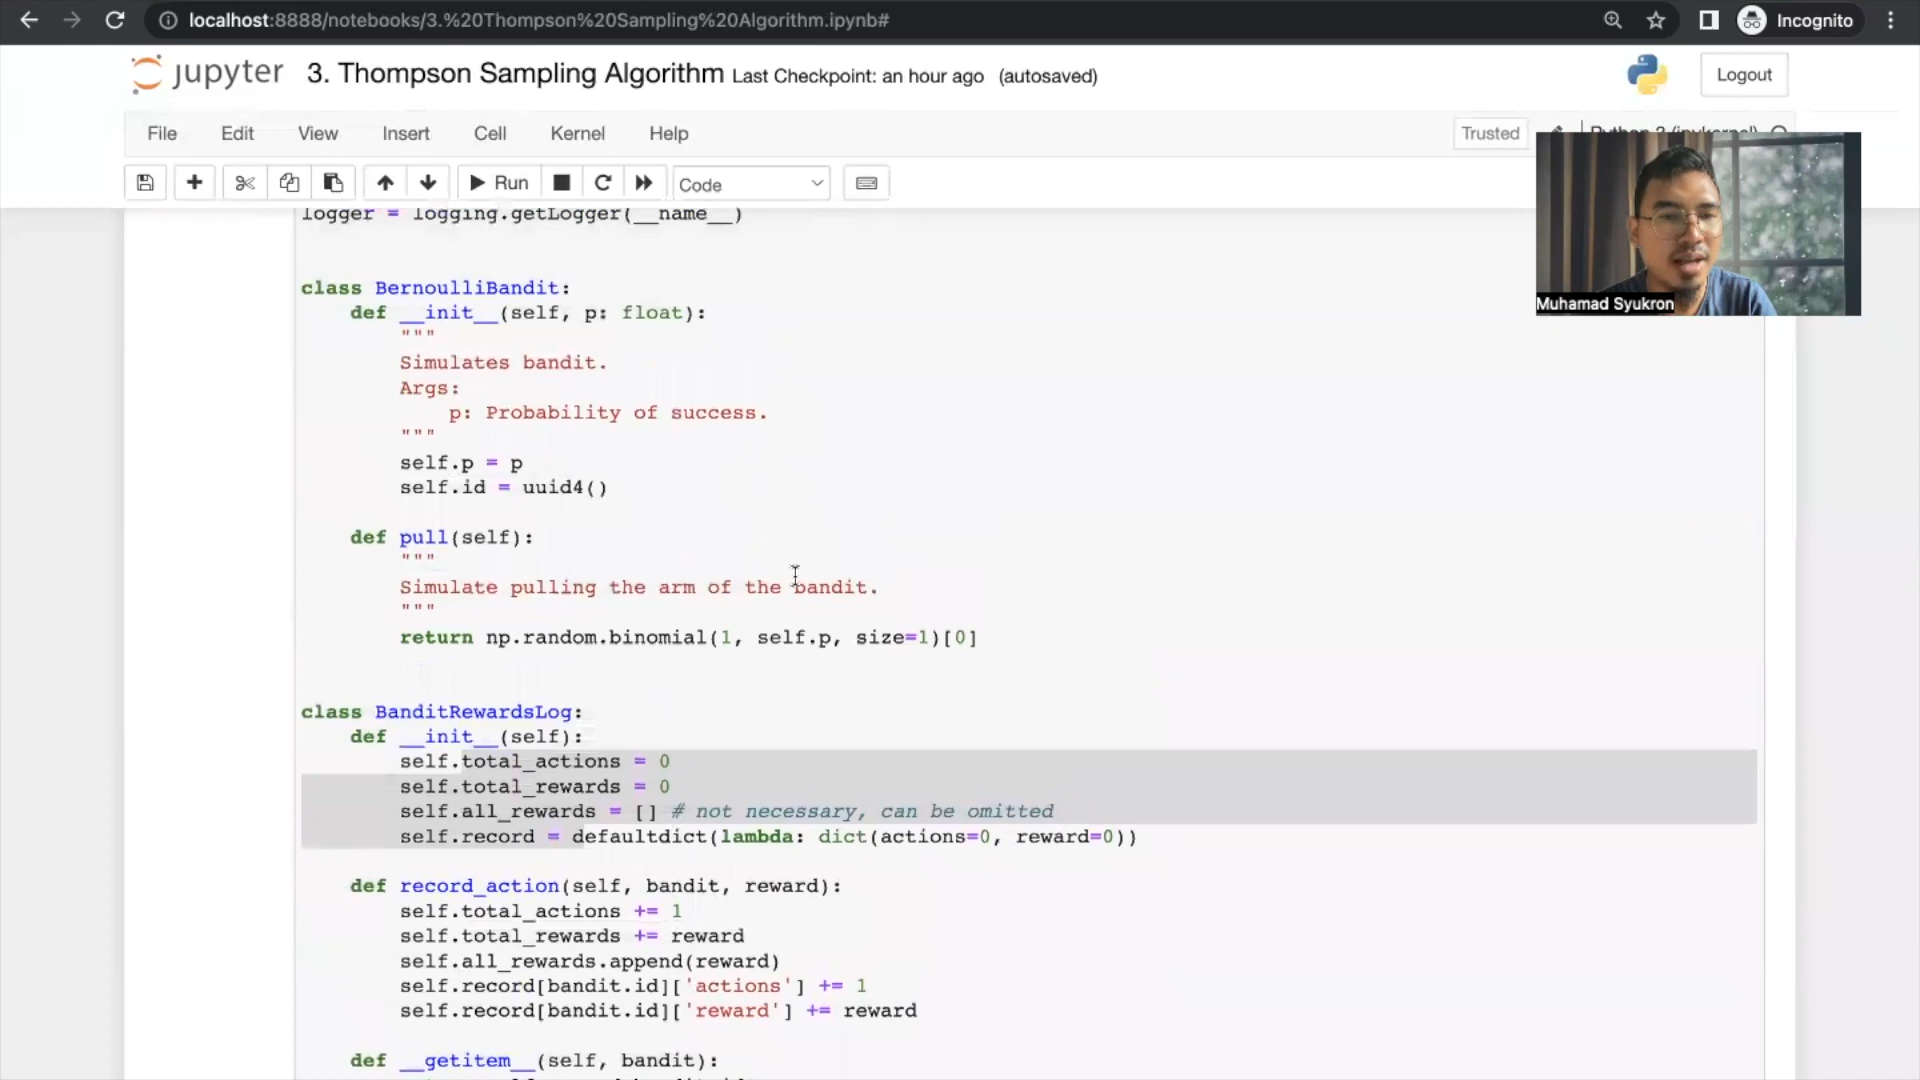 localhost:8888/notebooks/3.%20Thompson%20Sampling%20Algorithm.ipynb#
Incognito
jupyter 3. Thompson Sampling Algorithm Last Checkpoint: an hour ago (autosaved)
Logout
File Edit View Insert Cell Kernel Help
Trusted
Python 3 (ipykernel)
Run
Code
Muhamad Syukron
logger = logging.getLogger(__name__)
class BernoulliBandit:
    def __init__(self, p: float):
        """
        Simulates bandit.
        Args:
            p: Probability of success.
        """
        self.p = p
        self.id = uuid4()
    def pull(self):
        """
        Simulate pulling the arm of the bandit.
        """
        return np.random.binomial(1, self.p, size=1)[0]
class BanditRewardsLog:
    def __init__(self):
        self.total_actions = 0
        self.total_rewards = 0
        self.all_rewards = [] # not necessary, can be omitted
        self.record = defaultdict(lambda: dict(actions=0, reward=0))
    def record_action(self, bandit, reward):
        self.total_actions += 1
        self.total_rewards += reward
        self.all_rewards.append(reward)
        self.record[bandit.id]['actions'] += 1
        self.record[bandit.id]['reward'] += reward
    def __getitem__(self, bandit):